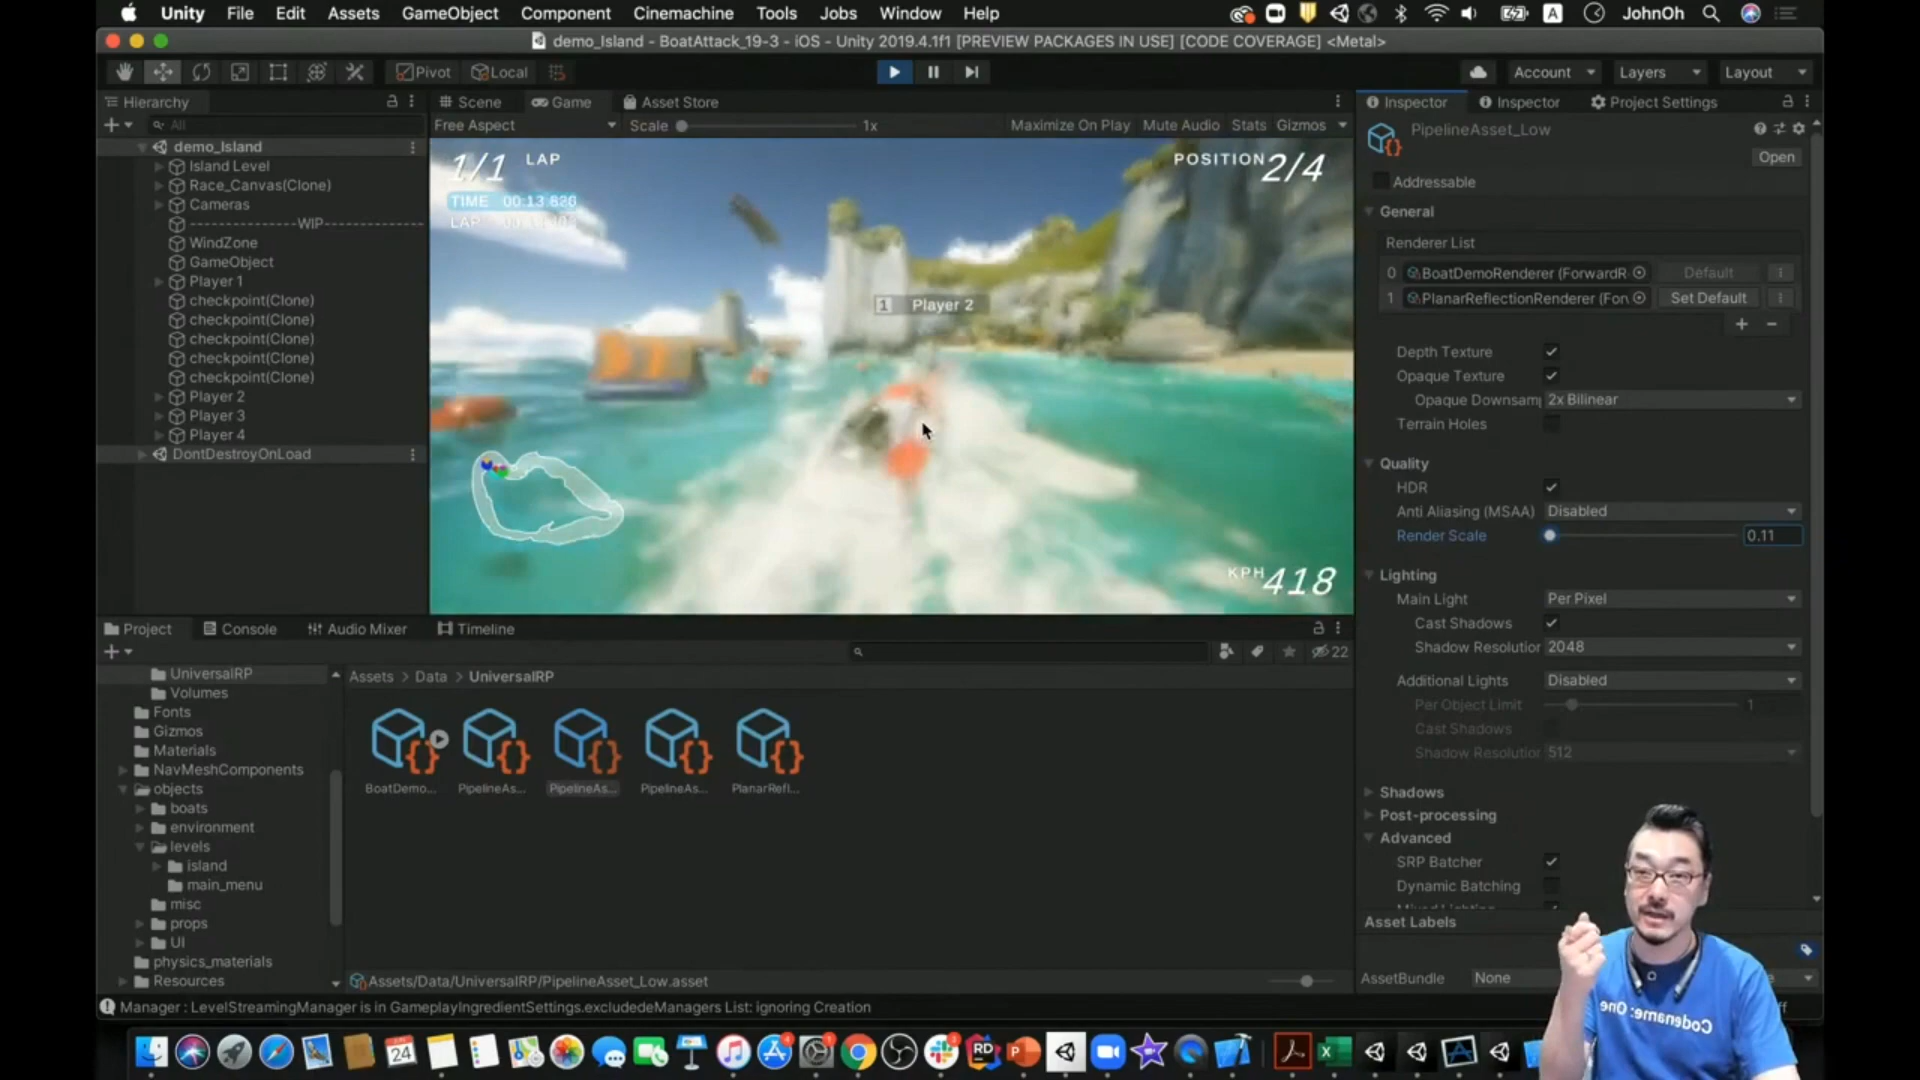 Unity File Edit Assets GameObject Component Cinemachine Tools Jobs Window Help A JohnOh
demo_Island - BoatAttack_19-3 - iOS - Unity 2019.4.1f1 [PREVIEW PACKAGES IN USE] [CODE COVERAGE] <Metal>
Pivot Local Account Layers Layout
Hierarchy Scene Game Asset Store Inspector Inspector Project Settings
All Free Aspect Scale 1x Maximize On Play Mute Audio Stats Gizmos PipelineAsset_Low
Open
Addressable
demo_Island
Island Level
Race_Canvas(Clone)
Cameras
------------------WIP------------------
WindZone
GameObject
Player 1
checkpoint(Clone)
checkpoint(Clone)
checkpoint(Clone)
checkpoint(Clone)
checkpoint(Clone)
Player 2
Player 3
Player 4
DontDestroyOnLoad
1/1 LAP
TIME 00:13 820
LAP
POSITION 2/4
1 Player 2
KPH 418
General
Renderer List
0 BoatDemoRenderer (ForwardR Default
1 PlanarReflectionRenderer (For Set Default
+ −
Depth Texture
Opaque Texture
Opaque Downsamp 2x Bilinear
Terrain Holes
Quality
HDR
Anti Aliasing (MSAA) Disabled
Render Scale 0.11
Lighting
Main Light Per Pixel
Cast Shadows
Shadow Resolution 2048
Additional Lights Disabled
Per Object Limit 1
Cast Shadows
Shadow Resolution 512
Shadows
Post-processing
Advanced
SRP Batcher
Dynamic Batching
Asset Labels
AssetBundle None
Project Console Audio Mixer Timeline
22
UniversalRP
Volumes
Fonts
Gizmos
Materials
NavMeshComponents
objects
boats
environment
levels
island
main_menu
misc
props
UI
physics_materials
Resources
Assets > Data > UniversalRP
BoatDemo... PipelineAs... PipelineAs... PipelineAs... PlanarRefl...
Assets/Data/UniversalRP/PipelineAsset_Low.asset
Manager : LevelStreamingManager is in GameplayIngredientSettings.excludedeManagers List: ignoring Creation
Codename: One
24
RD